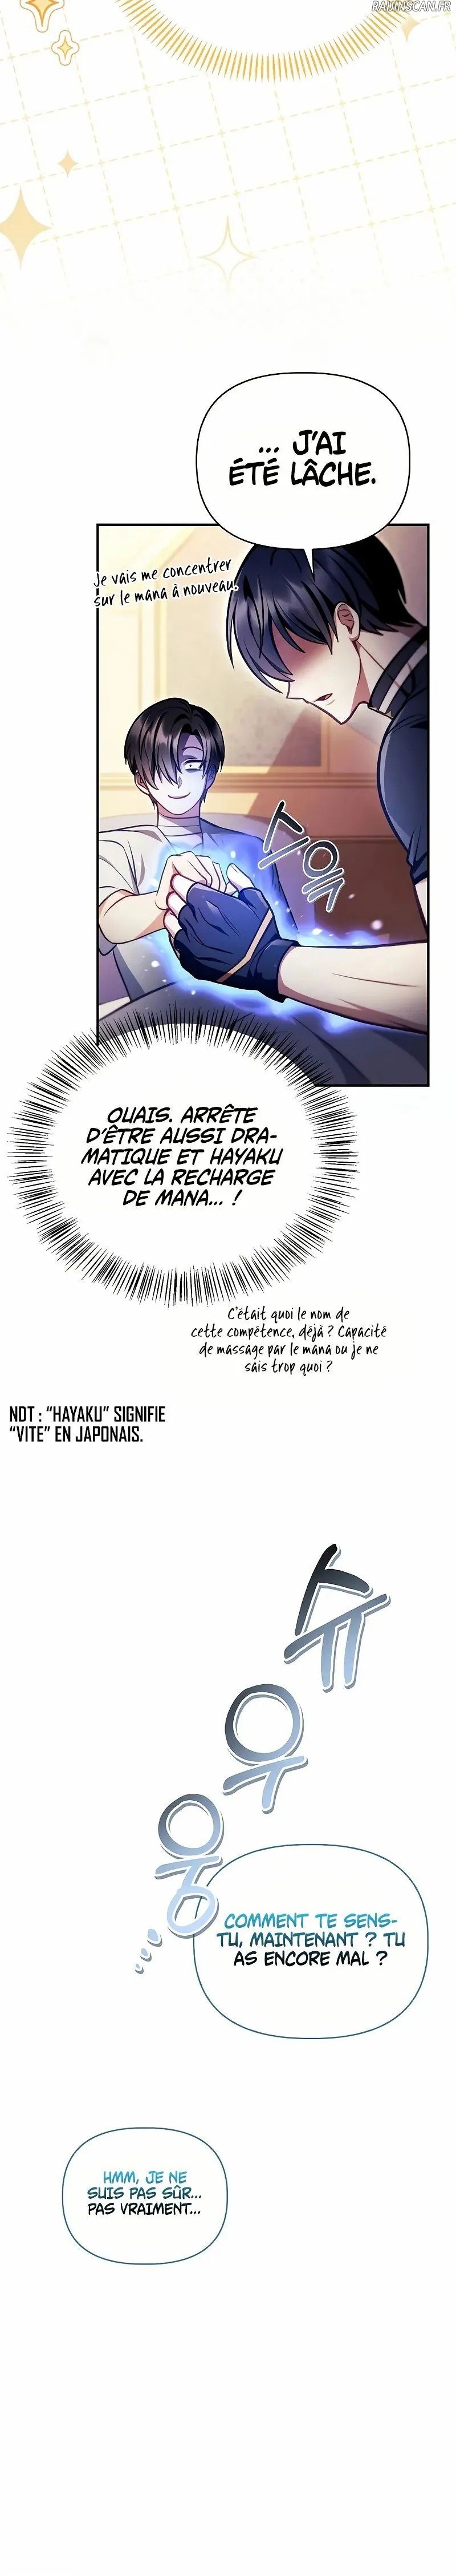 RAIJINSCAN.FR
... J'AI
ÉTÉ LÂCHE.
Je vais me concentrer
sur le mana à nouveau.
스윽
OUAIS. ARRÊTE
D'ÊTRE AUSSI DRA-
MATIQUE ET HAYAKU
AVEC LA RECHARGE
DE MANA... !
C'était quoi le nom de
cette compétence, déjà ? Capacité
de massage par le mana ou je ne
sais trop quoi ?
NDT : “HAYAKU” SIGNIFIE
“VITE” EN JAPONAIS.
슈
우
웅...
COMMENT TE SENS-
TU, MAINTENANT ? TU
AS ENCORE MAL ?
HMM, JE NE
SUIS PAS SÛR...
PAS VRAIMENT...